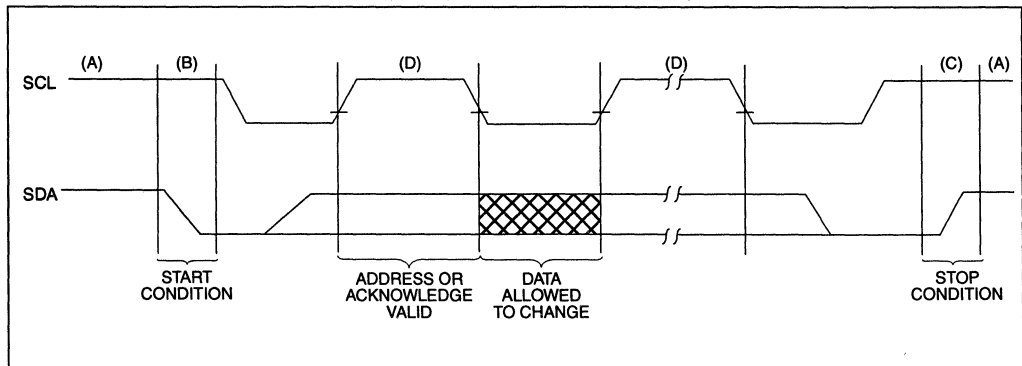 (A) (B) (D) (D) (C) (A)
SCL
SDA
START
CONDITION
ADDRESS OR
ACKNOWLEDGE
VALID
DATA
ALLOWED
TO CHANGE
STOP
CONDITION